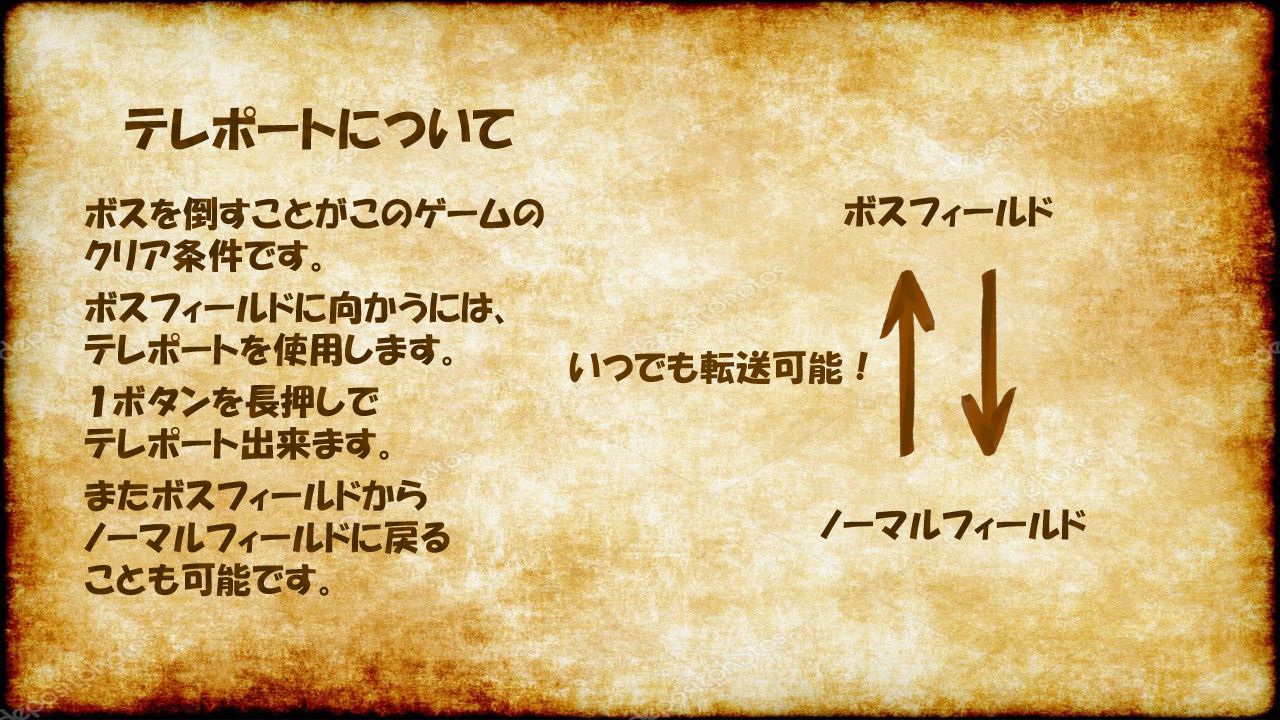 テレポートについて
ボスを倒すことがこのゲームの
クリア条件です。
ボスフィールドに向かうには、
テレポートを使用します。
１ボタンを長押しで
テレポート出来ます。
またボスフィールドから
ノーマルフィールドに戻る
ことも可能です。
ボスフィールド
いつでも転送可能！
ノーマルフィールド
depositphotos
depositphotos
depositphotos
depositphotos